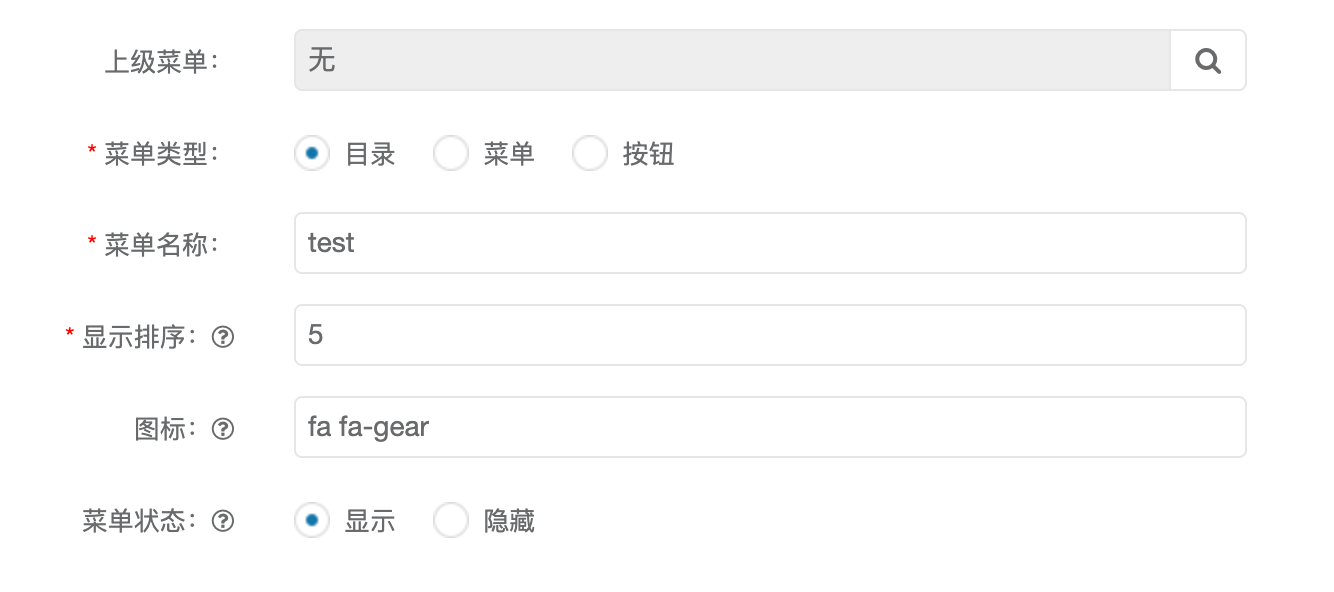 上级菜单： 无
* 菜单类型： 目录 菜单 按钮
* 菜单名称： test
* 显示排序： ? 5
图标： ? fa fa-gear
菜单状态： ? 显示 隐藏